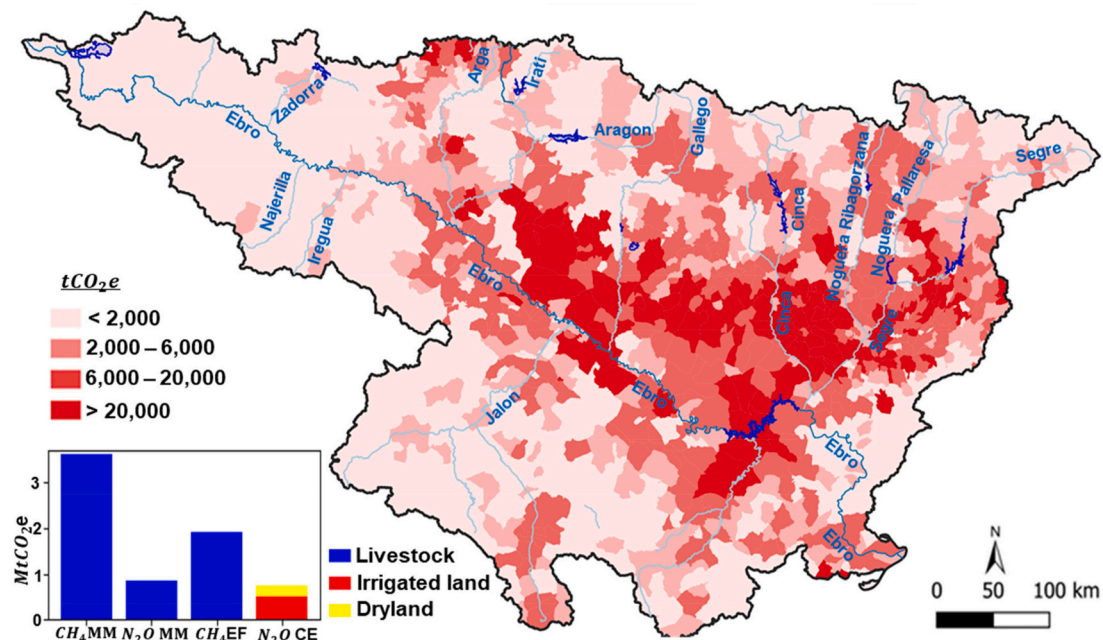 Arga
Irati
Zadorra
Ebro
Aragon
Gallego
Segre
Najerilla
Iregua
Cinca
Noguera Ribagorzana
Noguera Pallaresa
Ebro
Cinca
Segre
Jalon
Ebro
Ebro
Ebro
tCO₂e
< 2,000
2,000 – 6,000
6,000 – 20,000
> 20,000
MtCO₂e
3
2
1
0
CH₄MM N₂O MM CH₄EF N₂O CE
Livestock
Irrigated land
Dryland
N
0 50 100 km